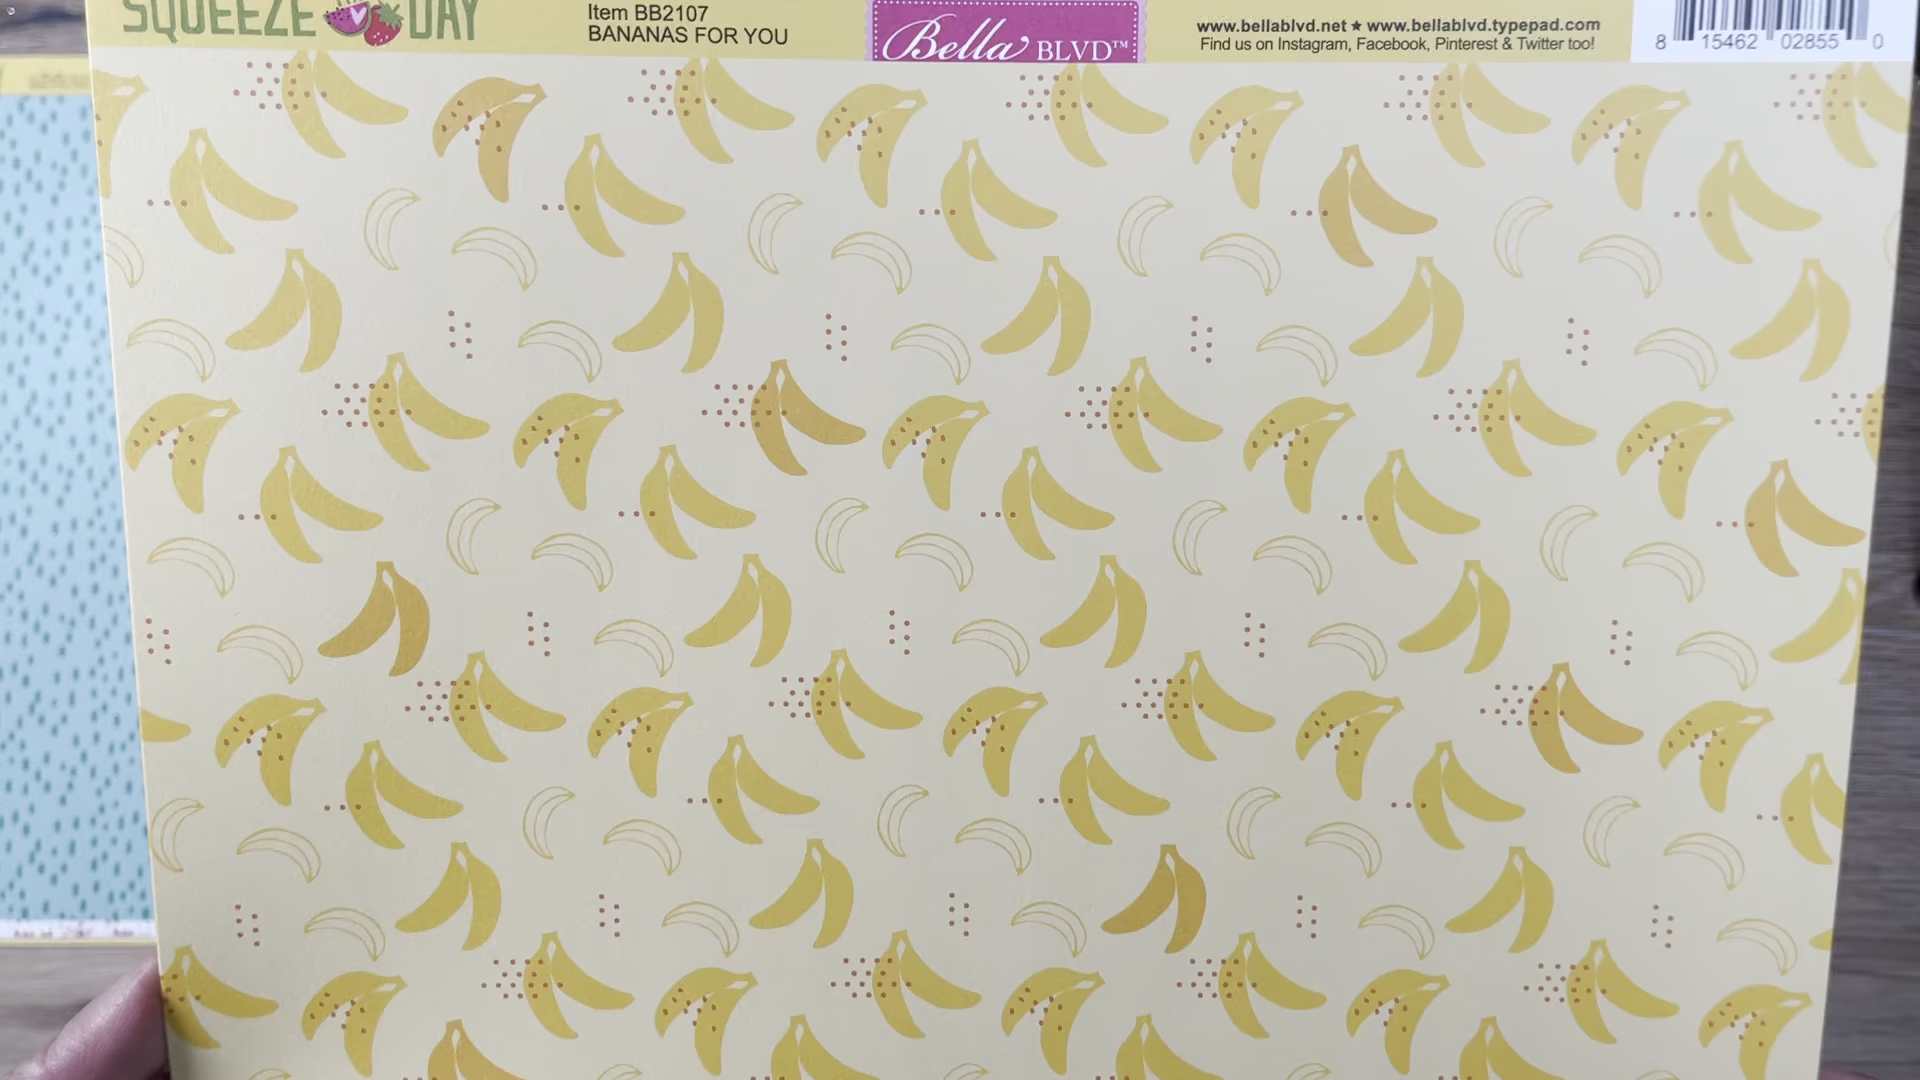 SQUEEZE DAY
Item BB2107
BANANAS FOR YOU
Bella BLVD™
www.bellablvd.net ★ www.bellablvd.typepad.com
Find us on Instagram, Facebook, Pinterest & Twitter too!
8 15462 02855 0